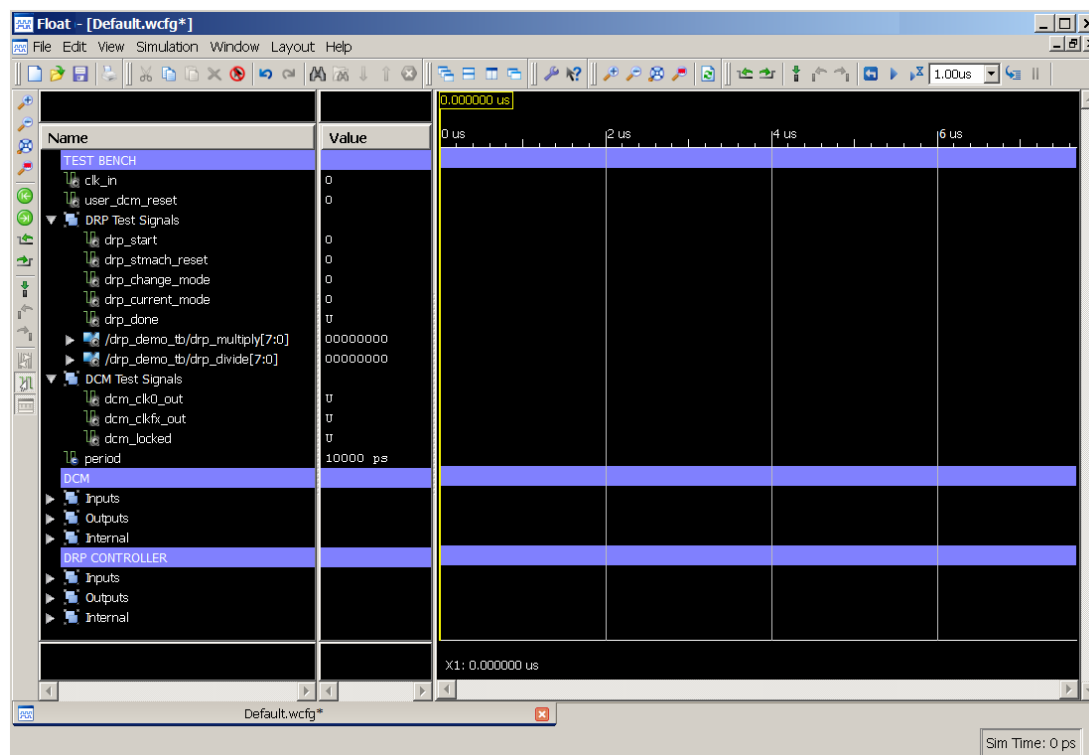 Float - [Default.wcfg*]
File Edit View Simulation Window Layout Help
1.00us
0.000000 us
Name Value 0 us 2 us 4 us 6 us
TEST BENCH
clk_in 0
user_dcm_reset 0
DRP Test Signals
drp_start 0
drp_stmach_reset 0
drp_change_mode 0
drp_current_mode 0
drp_done U
/drp_demo_tb/drp_multiply[7:0] 00000000
/drp_demo_tb/drp_divide[7:0] 00000000
DCM Test Signals
dcm_clk0_out U
dcm_clkfx_out U
dcm_locked U
period 10000 ps
DCM
Inputs
Outputs
Internal
DRP CONTROLLER
Inputs
Outputs
Internal
X1: 0.000000 us
Default.wcfg*
Sim Time: 0 ps